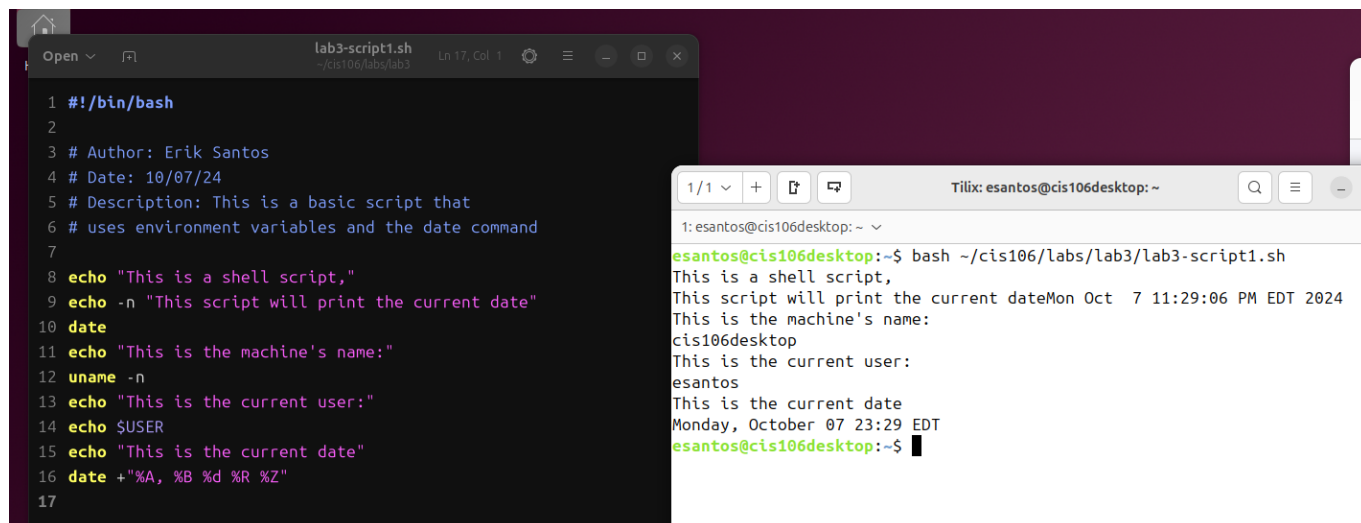 Open
lab3-script1.sh
~/cis106/labs/lab3
Ln 17, Col 1
1 #!/bin/bash
2
3 # Author: Erik Santos
4 # Date: 10/07/24
5 # Description: This is a basic script that
6 # uses environment variables and the date command
7
8 echo "This is a shell script,"
9 echo -n "This script will print the current date"
10 date
11 echo "This is the machine's name:"
12 uname -n
13 echo "This is the current user:"
14 echo $USER
15 echo "This is the current date"
16 date +"%A, %B %d %R %Z"
17
1/1
Tilix: esantos@cis106desktop: ~
1: esantos@cis106desktop: ~
esantos@cis106desktop:~$ bash ~/cis106/labs/lab3/lab3-script1.sh
This is a shell script,
This script will print the current dateMon Oct  7 11:29:06 PM EDT 2024
This is the machine's name:
cis106desktop
This is the current user:
esantos
This is the current date
Monday, October 07 23:29 EDT
esantos@cis106desktop:~$